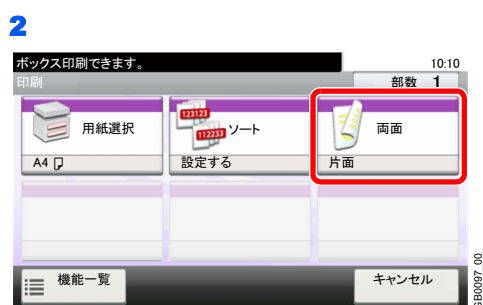 2
ボックス印刷できます。 10:10
印刷 部数 1
123123
112233
用紙選択 ソート 両面
A4 設定する 片面
機能一覧 キャンセル
GB0097_00